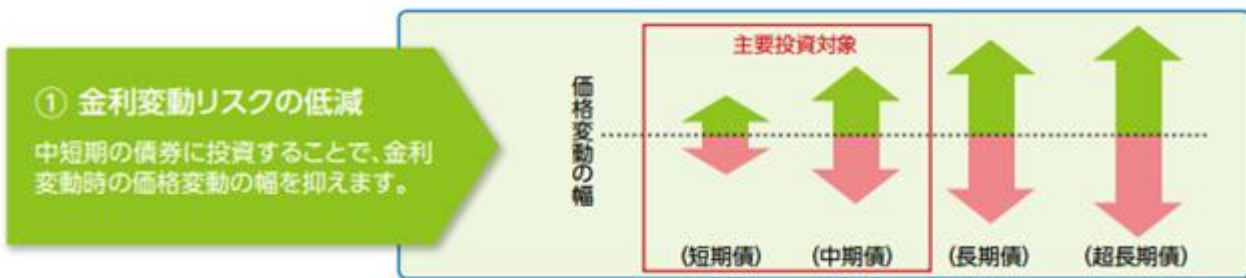 ① 金利変動リスクの低減
中短期の債券に投資することで、金利
変動時の価格変動の幅を抑えます。
主要投資対象
価格変動の幅
(短期債)
(中期債)
(長期債)
(超長期債)